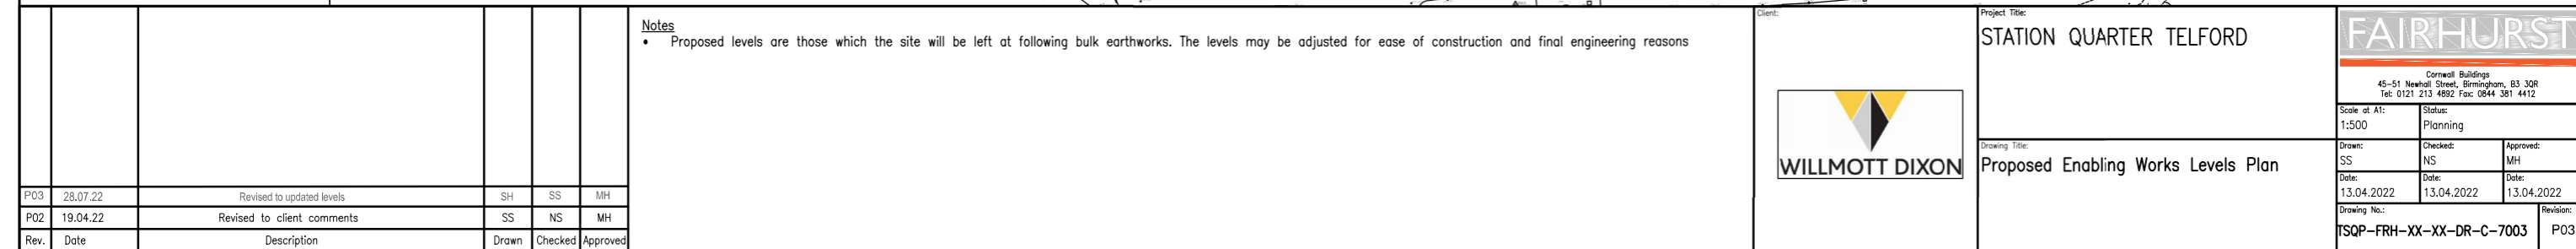 P03 28.07.22 Revised to updated levels SH SS MH
P02 19.04.22 Revised to client comments SS NS MH
Rev. Date Description Drawn Checked Approved
Notes
• Proposed levels are those which the site will be left at following bulk earthworks. The levels may be adjusted for ease of construction and final engineering reasons
Client:
WILLMOTT DIXON
Project Title:
STATION QUARTER TELFORD
Drawing Title:
Proposed Enabling Works Levels Plan
FAIRHURST
Cornwall Buildings
45-51 Newhall Street, Birmingham, B3 3QR
Tel: 0121 213 4892 Fax: 0844 381 4412
Scale at A1: Status:
1:500 Planning
Drawn: Checked: Approved:
SS NS MH
Date: Date: Date:
13.04.2022 13.04.2022 13.04.2022
Drawing No.: Revision:
TSQP-FRH-XX-XX-DR-C-7003 P03